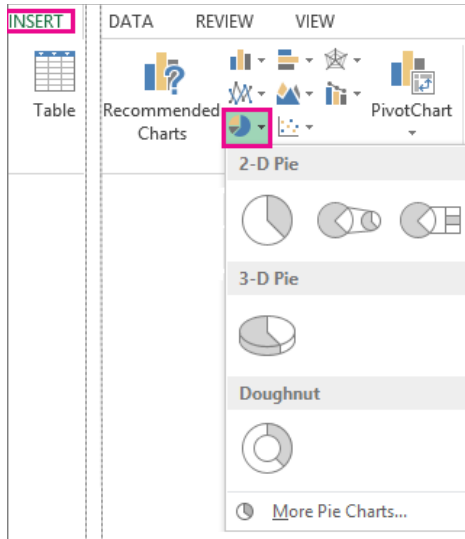 INSERT
DATA
REVIEW
VIEW
Table
Recommended
Charts
PivotChart
2-D Pie
3-D Pie
Doughnut
More Pie Charts...